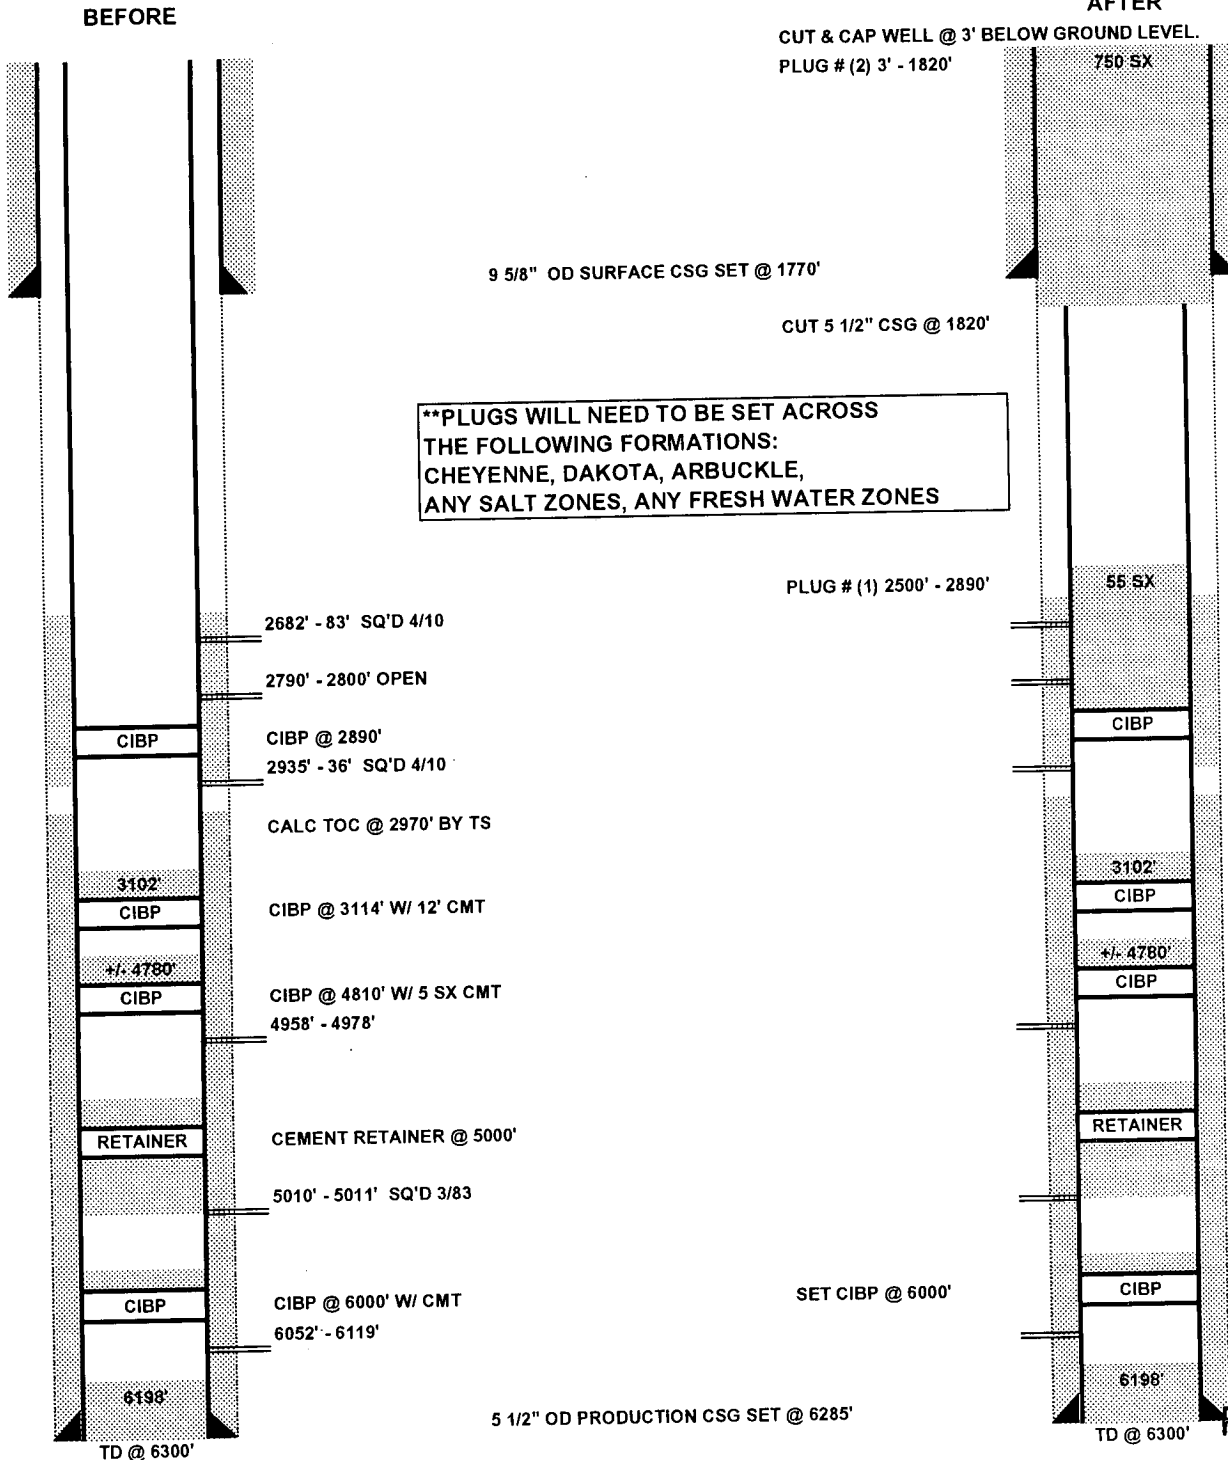 BEFORE
AFTER
CUT & CAP WELL @ 3' BELOW GROUND LEVEL.
PLUG # (2) 3' - 1820'
750 SX
9 5/8" OD SURFACE CSG SET @ 1770'
CUT 5 1/2" CSG @ 1820'
**PLUGS WILL NEED TO BE SET ACROSS
THE FOLLOWING FORMATIONS:
CHEYENNE, DAKOTA, ARBUCKLE,
ANY SALT ZONES, ANY FRESH WATER ZONES
PLUG # (1) 2500' - 2890'
55 SX
2682' - 83' SQ'D 4/10
2790' - 2800' OPEN
CIBP
CIBP @ 2890'
CIBP
2935' - 36' SQ'D 4/10
CALC TOC @ 2970' BY TS
3102'
3102'
CIBP
CIBP @ 3114' W/ 12' CMT
CIBP
+/- 4780'
+/- 4780'
CIBP
CIBP @ 4810' W/ 5 SX CMT
CIBP
4958' - 4978'
RETAINER
CEMENT RETAINER @ 5000'
RETAINER
5010' - 5011' SQ'D 3/83
CIBP
CIBP @ 6000' W/ CMT
SET CIBP @ 6000'
CIBP
6052' - 6119'
6198'
6198'
5 1/2" OD PRODUCTION CSG SET @ 6285'
TD @ 6300'
TD @ 6300'